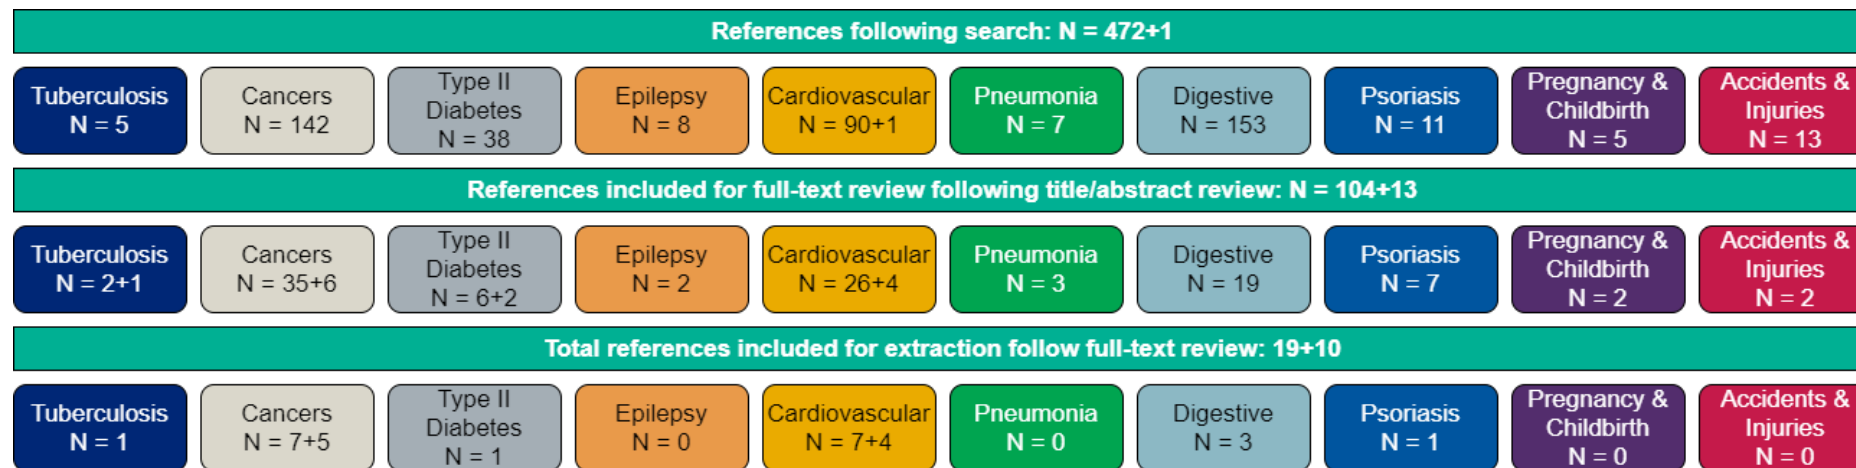 References following search: N = 472+1
Tuberculosis
N = 5
Cancers
N = 142
Type II
Diabetes
N = 38
Epilepsy
N = 8
Cardiovascular
N = 90+1
Pneumonia
N = 7
Digestive
N = 153
Psoriasis
N = 11
Pregnancy &
Childbirth
N = 5
Accidents &
Injuries
N = 13
References included for full-text review following title/abstract review: N = 104+13
Tuberculosis
N = 2+1
Cancers
N = 35+6
Type II
Diabetes
N = 6+2
Epilepsy
N = 2
Cardiovascular
N = 26+4
Pneumonia
N = 3
Digestive
N = 19
Psoriasis
N = 7
Pregnancy &
Childbirth
N = 2
Accidents &
Injuries
N = 2
Total references included for extraction follow full-text review: 19+10
Tuberculosis
N = 1
Cancers
N = 7+5
Type II
Diabetes
N = 1
Epilepsy
N = 0
Cardiovascular
N = 7+4
Pneumonia
N = 0
Digestive
N = 3
Psoriasis
N = 1
Pregnancy &
Childbirth
N = 0
Accidents &
Injuries
N = 0